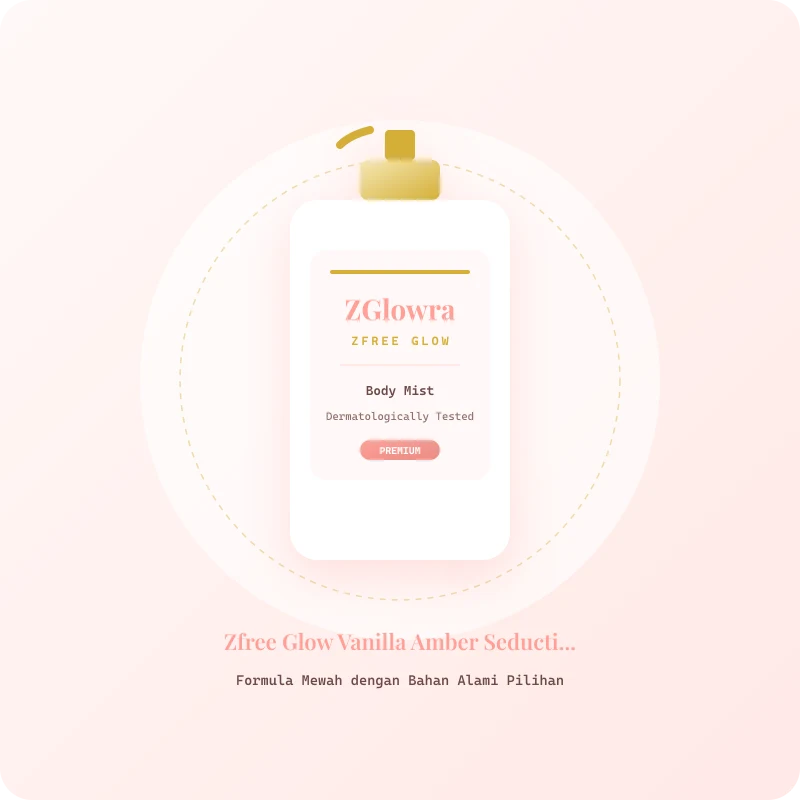 ZGlowra
ZFREE GLOW
Body Mist
Dermatologically Tested
PREMIUM
Zfree Glow Vanilla Amber Seducti...
Formula Mewah dengan Bahan Alami Pilihan